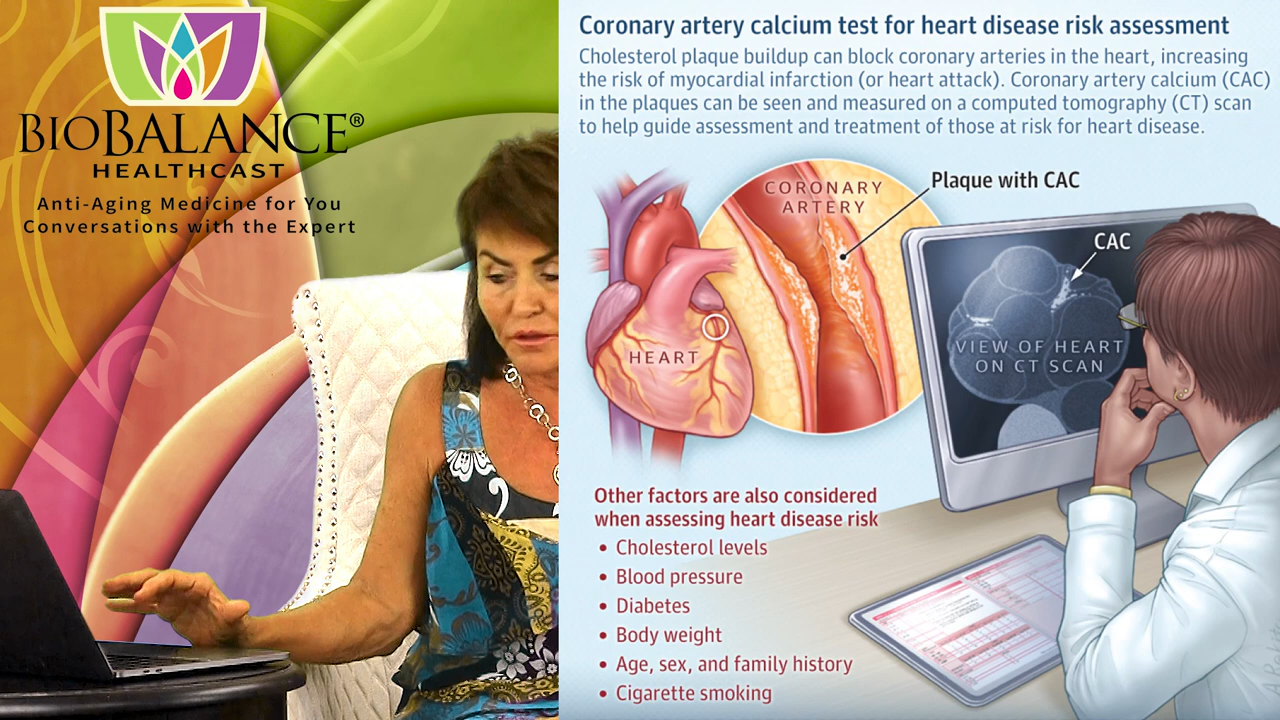 BIOBALANCE®
HEALTHCAST
Anti-Aging Medicine for You
Conversations with the Expert
Coronary artery calcium test for heart disease risk assessment
Cholesterol plaque buildup can block coronary arteries in the heart, increasing
the risk of myocardial infarction (or heart attack). Coronary artery calcium (CAC)
in the plaques can be seen and measured on a computed tomography (CT) scan
to help guide assessment and treatment of those at risk for heart disease.
CORONARY
ARTERY
Plaque with CAC
CAC
HEART
VIEW OF HEART
ON CT SCAN
Other factors are also considered
when assessing heart disease risk
• Cholesterol levels
• Blood pressure
• Diabetes
• Body weight
• Age, sex, and family history
• Cigarette smoking